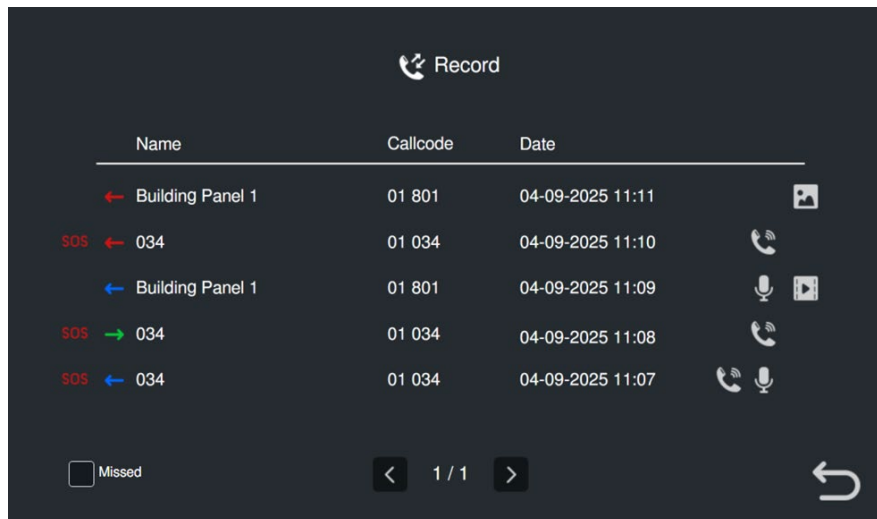 Record
Name Callcode Date
Building Panel 1 01 801 04-09-2025 11:11
SOS 034 01 034 04-09-2025 11:10
Building Panel 1 01 801 04-09-2025 11:09
SOS 034 01 034 04-09-2025 11:08
SOS 034 01 034 04-09-2025 11:07
Missed 1 / 1